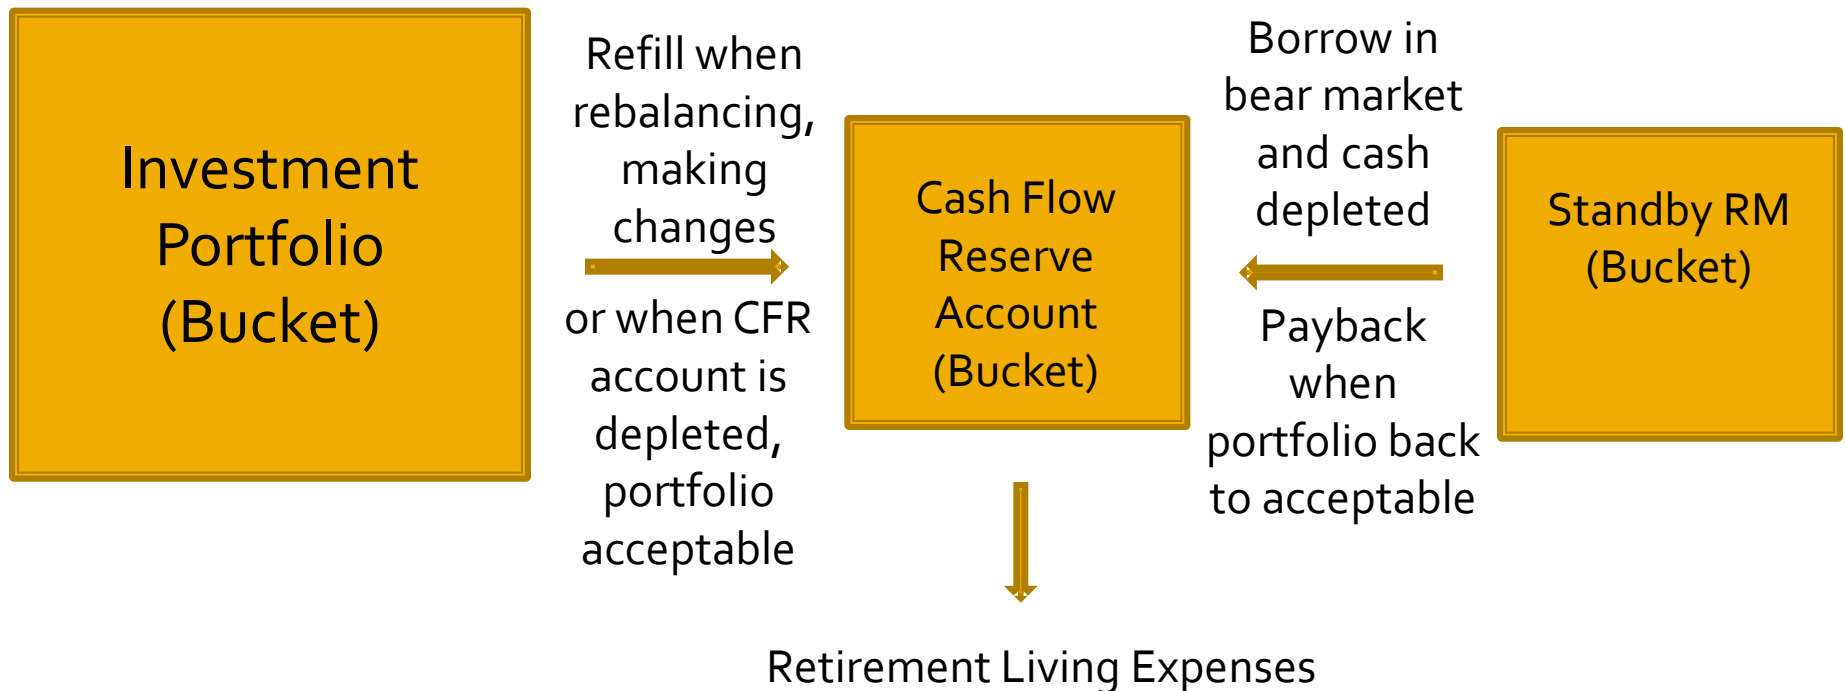 Investment
Portfolio
(Bucket)
Refill when
rebalancing,
making
changes
or when CFR
account is
depleted,
portfolio
acceptable
Cash Flow
Reserve
Account
(Bucket)
Borrow in
bear market
and cash
depleted
Payback
when
portfolio back
to acceptable
Standby RM
(Bucket)
Retirement Living Expenses